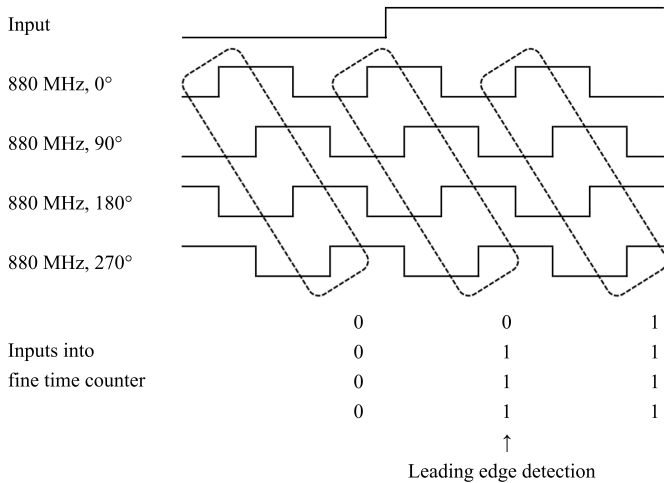 Input
880 MHz, 0°
880 MHz, 90°
880 MHz, 180°
880 MHz, 270°
0 0 1
Inputs into 0 1 1
fine time counter 0 1 1
0 1 1
↑
Leading edge detection